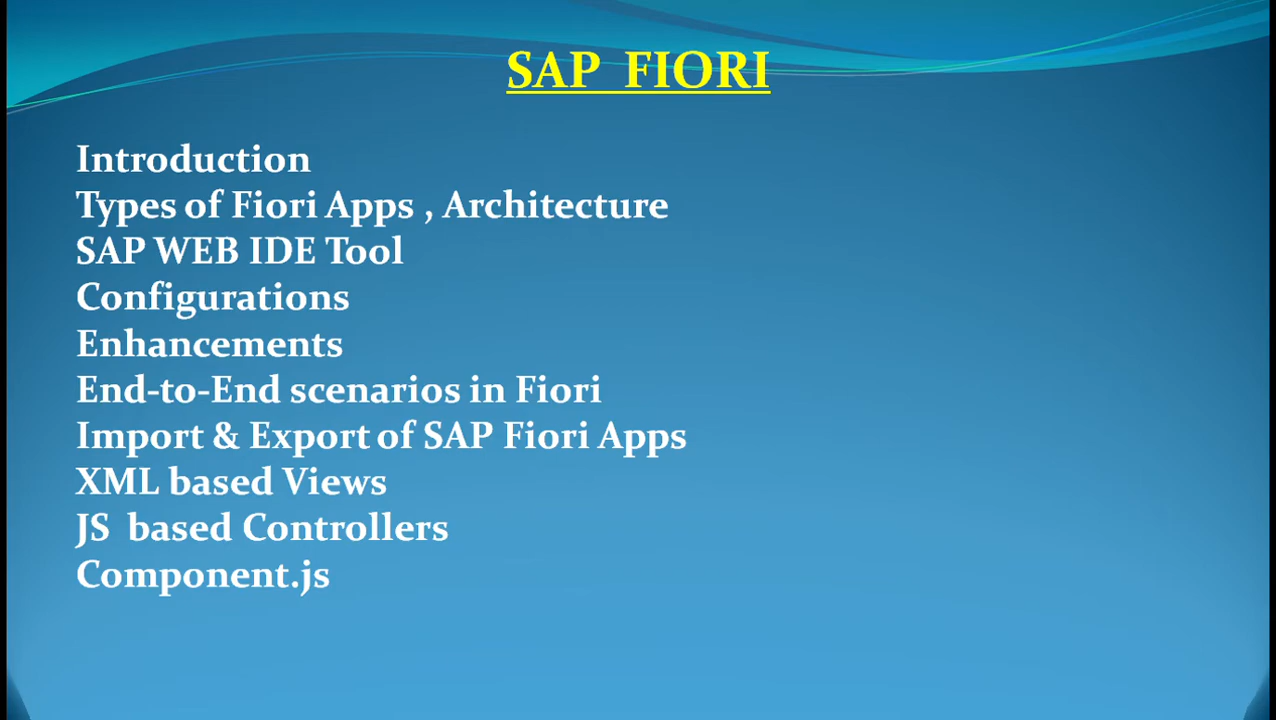 SAP FIORI
Introduction
Types of Fiori Apps , Architecture
SAP WEB IDE Tool
Configurations
Enhancements
End-to-End scenarios in Fiori
Import & Export of SAP Fiori Apps
XML based Views
JS based Controllers
Component.js